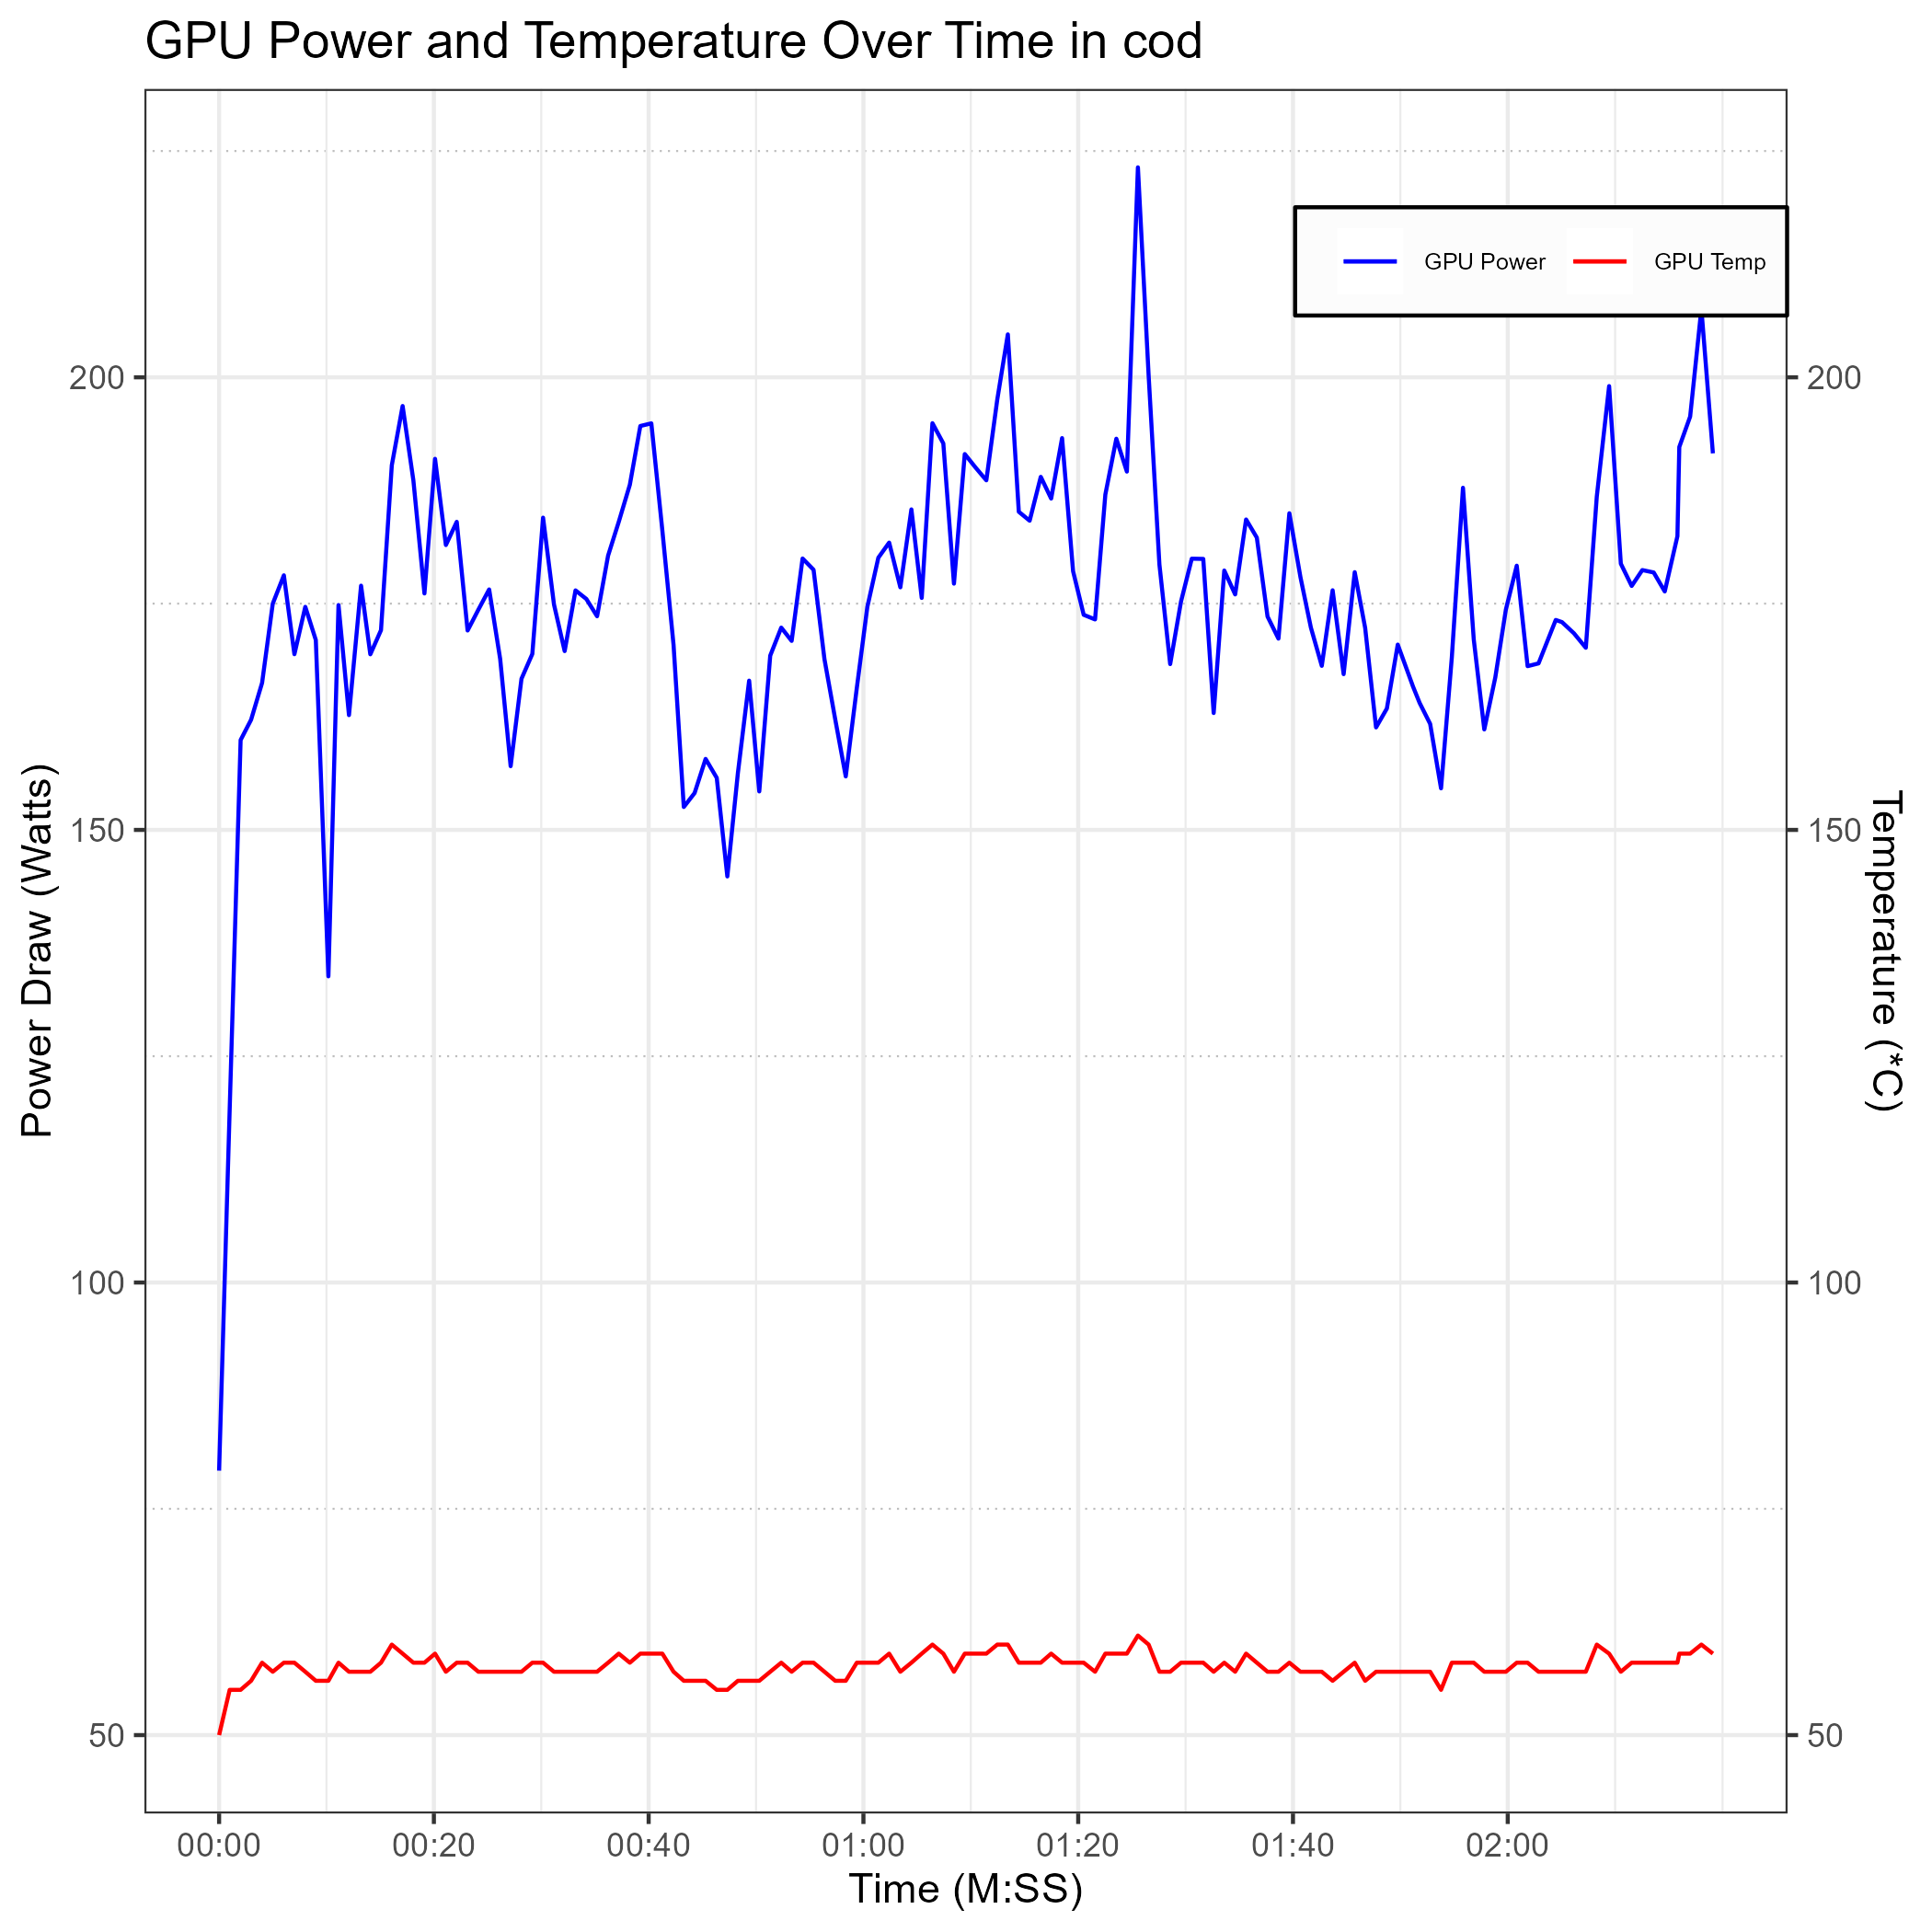 GPU Power and Temperature Over Time in cod
GPU Power
GPU Temp
200
150
100
50
200
150
100
50
Power Draw (Watts)
Temperature (*C)
00:00
00:20
00:40
01:00
01:20
01:40
02:00
Time (M:SS)